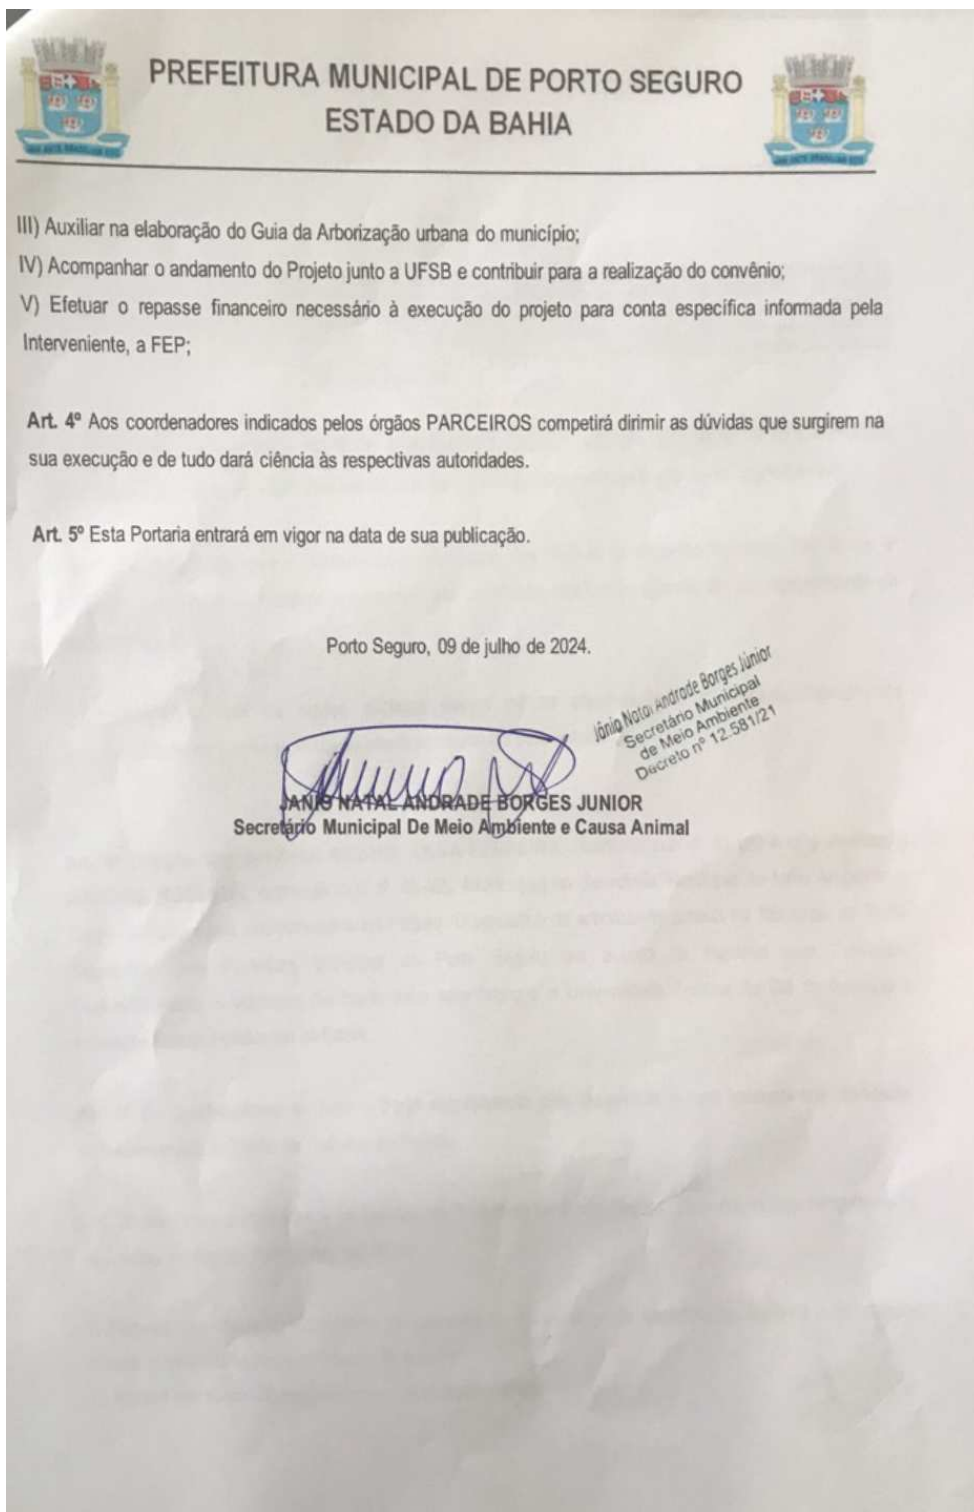 PREFEITURA MUNICIPAL DE PORTO SEGURO
ESTADO DA BAHIA
III) Auxiliar na elaboração do Guia da Arborização urbana do município;
IV) Acompanhar o andamento do Projeto junto a UFSB e contribuir para a realização do convênio;
V) Efetuar o repasse financeiro necessário à execução do projeto para conta específica informada pela
Interveniente, a FEP;
Art. 4º Aos coordenadores indicados pelos órgãos PARCEIROS competirá dirimir as dúvidas que surgirem na
sua execução e de tudo dará ciência às respectivas autoridades.
Art. 5º Esta Portaria entrará em vigor na data de sua publicação.
Porto Seguro, 09 de julho de 2024.
Jânio Natal Andrade Borges Júnior
Secretário Municipal
de Meio Ambiente
Decreto nº 12.581/21
JANIO NATAL ANDRADE BORGES JUNIOR
Secretário Municipal De Meio Ambiente e Causa Animal